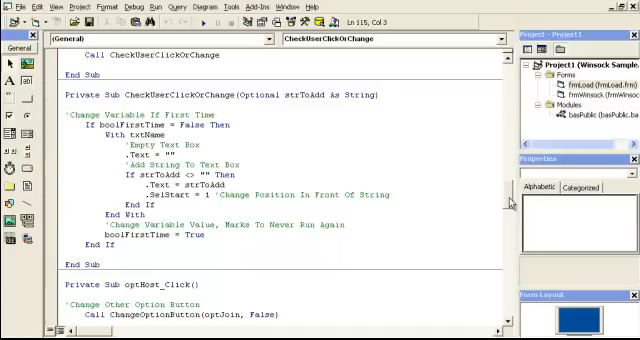 File Edit View Project Format Debug Run Query Diagram Tools Add-Ins Window Help
Ln 115, Col 3
General
(General)
CheckUserClickOrChange
Call CheckUserClickOrChange
End Sub
Private Sub CheckUserClickOrChange(Optional strToAdd As String)
'Change Variable If First Time
If boolFirstTime = False Then
With txtName
'Empty Text Box
.Text = ""
'Add String To Text Box
If strToAdd <> "" Then
.Text = strToAdd
.SelStart = 1 'Change Position In Front Of String
End If
End With
'Change Variable Value, Marks To Never Run Again
boolFirstTime = True
End If
End Sub
Private Sub optHost_Click()
'Change Other Option Button
Call ChangeOptionButton(optJoin, False)
Project - Project1
Project1 (Winsock Sample.
Forms
frmLoad (frmLoad.frm)
frmWinsock (frmWinsoc
Modules
basPublic (basPublic.ba
Properties
Alphabetic
Categorized
Form Layout